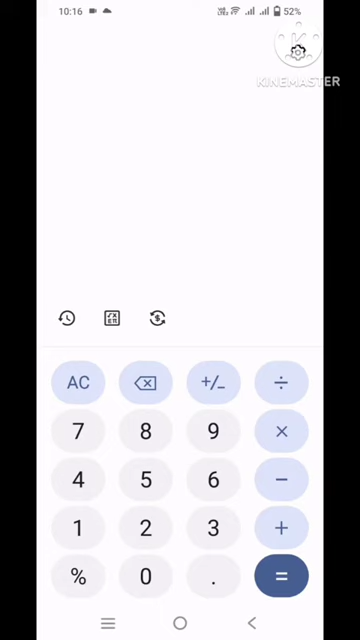 10:16 52%
K
KINEMASTER
AC +/− ÷
7 8 9 ×
4 5 6 −
1 2 3 +
% 0 . =